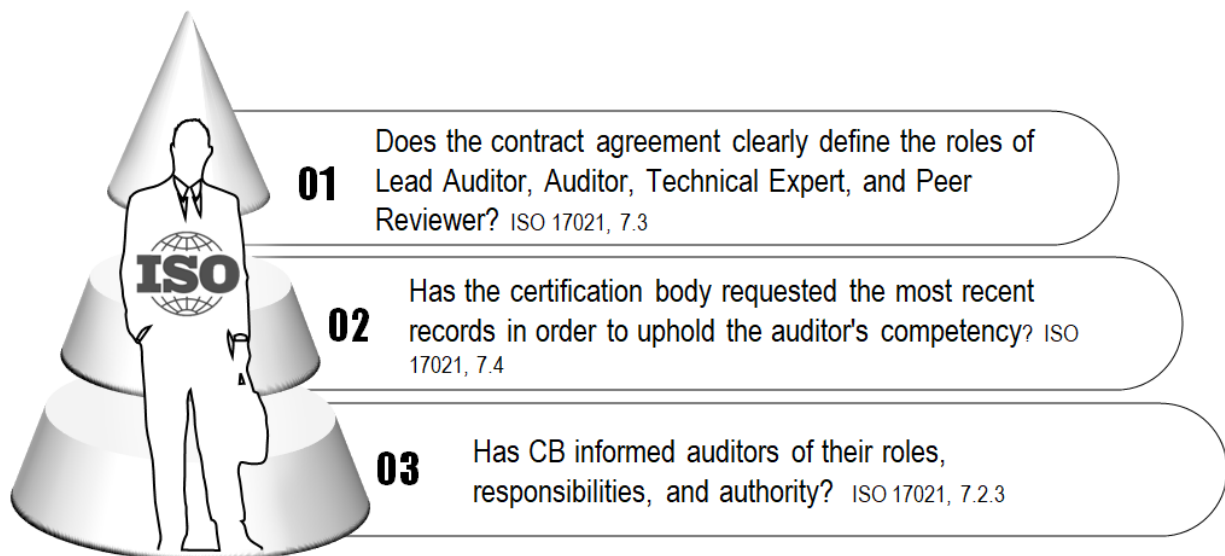 ISO
01
Does the contract agreement clearly define the roles of
Lead Auditor, Auditor, Technical Expert, and Peer
Reviewer? ISO 17021, 7.3
02
Has the certification body requested the most recent
records in order to uphold the auditor's competency? ISO
17021, 7.4
03
Has CB informed auditors of their roles,
responsibilities, and authority? ISO 17021, 7.2.3